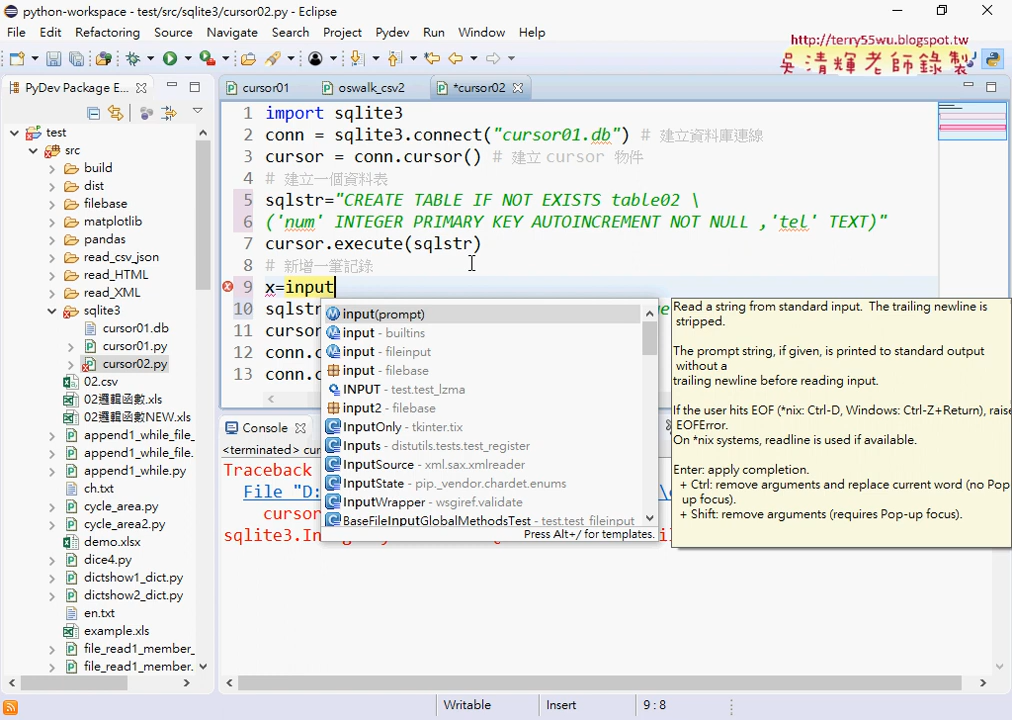 python-workspace - test/src/sqlite3/cursor02.py - Eclipse
File Edit Refactoring Source Navigate Search Project Pydev Run Window Help
http://terry55wu.blogspot.tw
吳清輝老師錄製
PyDev Package E...
cursor01
oswalk_csv2
*cursor02
test
src
build
dist
filebase
matplotlib
pandas
read_csv_json
read_HTML
read_XML
sqlite3
cursor01.db
cursor01.py
cursor02.py
02.csv
02邏輯函數.xls
02邏輯函數NEW.xls
append1_while_file_
append1_while_file.
append1_while.py
ch.txt
cycle_area.py
cycle_area2.py
demo.xlsx
dice4.py
dictshow1_dict.py
dictshow2_dict.py
en.txt
example.xls
file_read1_member_
file_read1_member.
1 import sqlite3
2 conn = sqlite3.connect("cursor01.db") # 建立資料庫連線
3 cursor = conn.cursor() # 建立 cursor 物件
4 # 建立一個資料表
5 sqlstr="CREATE TABLE IF NOT EXISTS table02 \
6 ('num' INTEGER PRIMARY KEY AUTOINCREMENT NOT NULL ,'tel' TEXT)"
7 cursor.execute(sqlstr)
8 # 新增一筆記錄
9 x=input
10 sqlstr
11 cursor
12 conn.c
13 conn.c
input(prompt)
input - builtins
input - fileinput
input - filebase
INPUT - test.test_lzma
input2 - filebase
InputOnly - tkinter.tix
Inputs - distutils.tests.test_register
InputSource - xml.sax.xmlreader
InputState - pip._vendor.chardet.enums
InputWrapper - wsgiref.validate
BaseFileInputGlobalMethodsTest - test.test_fileinput
Press Alt+/ for templates.
Read a string from standard input. The trailing newline is
stripped.
The prompt string, if given, is printed to standard output
without a
trailing newline before reading input.
If the user hits EOF (*nix: Ctrl-D, Windows: Ctrl-Z+Return), raise
EOFError.
On *nix systems, readline is used if available.
Enter: apply completion.
+ Ctrl: remove arguments and replace current word (no Pop-
up focus).
+ Shift: remove arguments (requires Pop-up focus).
Console
<terminated> cur
Traceback
File "D:
cursor
sqlite3.In
Writable Insert 9 : 8